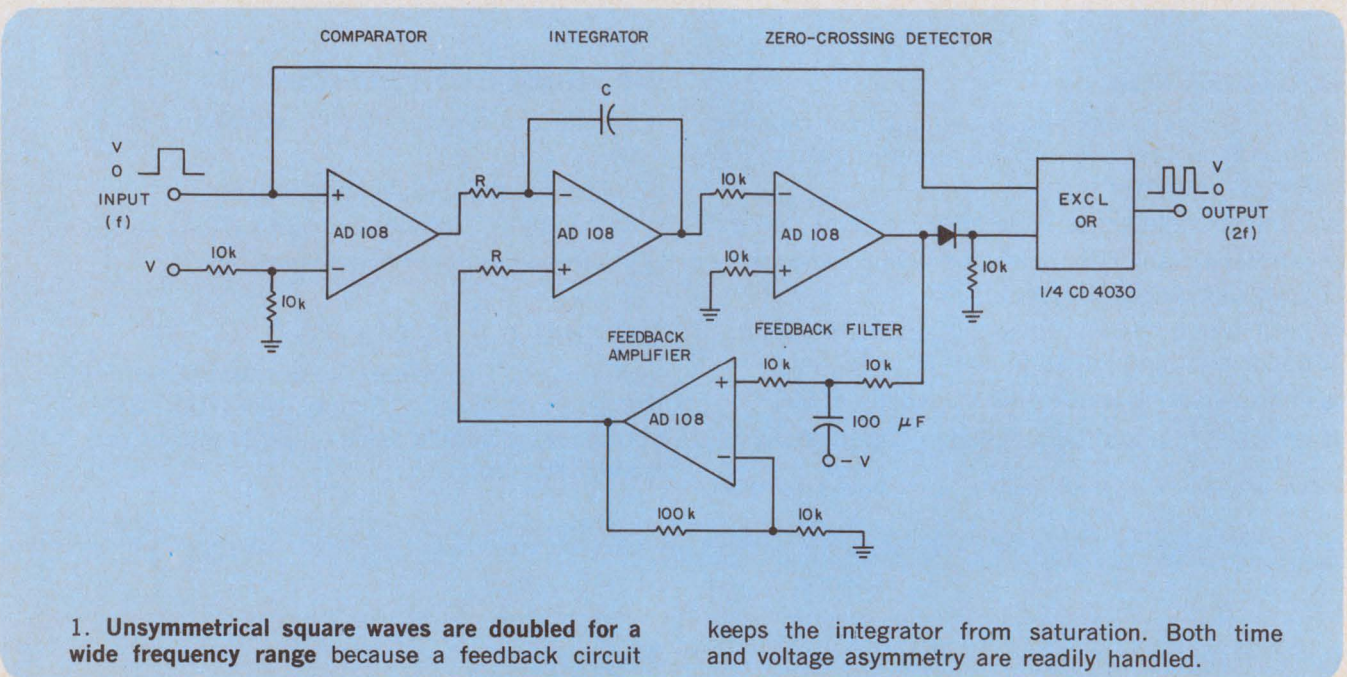 COMPARATOR
INTEGRATOR
ZERO-CROSSING DETECTOR
C
V
O
INPUT
(f)
+
AD 108
−
V
10k
10k
R
−
AD 108
+
R
10k
−
AD 108
+
10k
10k
EXCL
OR
1/4 CD 4030
V
O
OUTPUT
(2f)
FEEDBACK
AMPLIFIER
FEEDBACK FILTER
+
AD 108
−
10 k
10 k
100 μF
− V
100 k
10k
1. Unsymmetrical square waves are doubled for a
wide frequency range because a feedback circuit
keeps the integrator from saturation. Both time
and voltage asymmetry are readily handled.